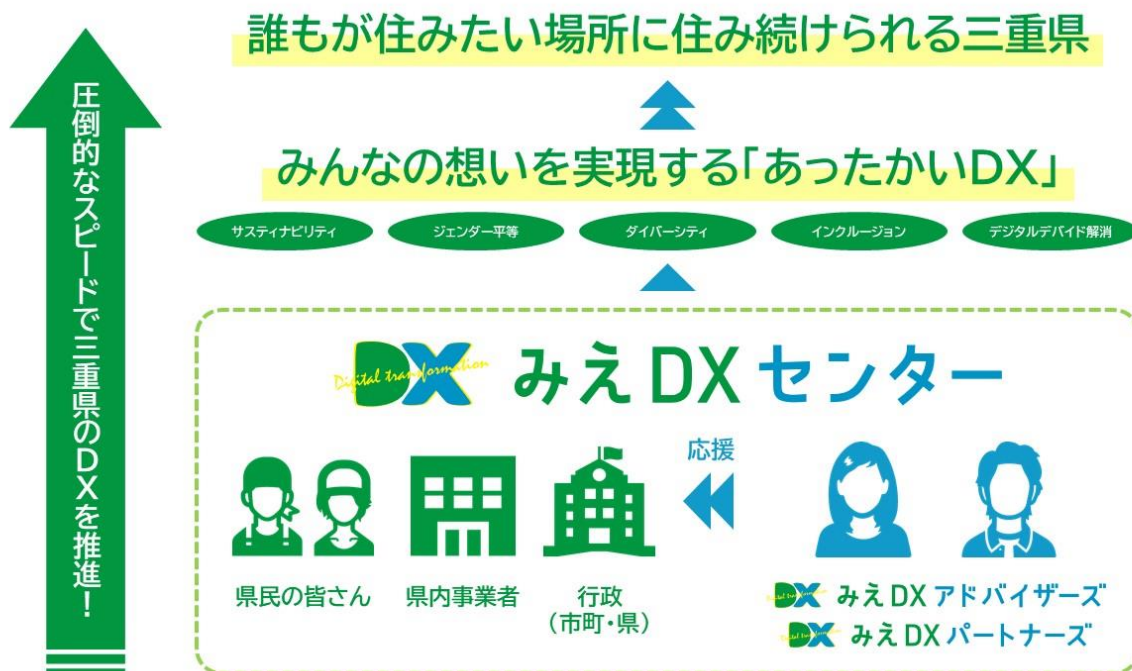 誰もが住みたい場所に住み続けられる三重県
圧倒的なスピードで三重県のDXを推進！
みんなの想いを実現する「あったかいDX」
サスティナビリティ
ジェンダー平等
ダイバーシティ
インクルージョン
デジタルデバイド解消
DX Digital transformation みえDXセンター
応援
県民の皆さん
県内事業者
行政
（市町・県）
DX Digital transformation みえDXアドバイザーズ
DX Digital transformation みえDXパートナーズ